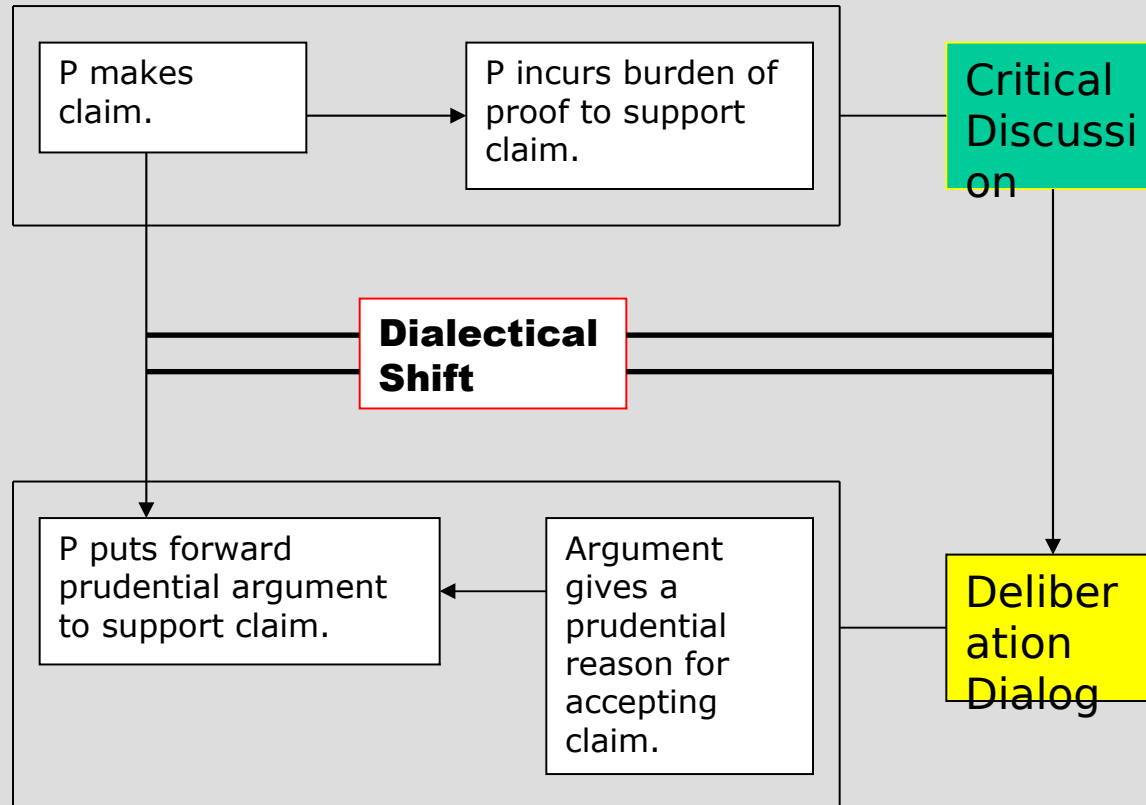 P makes
claim.
P incurs burden of
proof to support
claim.
Critical
Discussi
on
Dialectical
Shift
P puts forward
prudential argument
to support claim.
Argument
gives a
prudential
reason for
accepting
claim.
Deliber
ation
Dialog